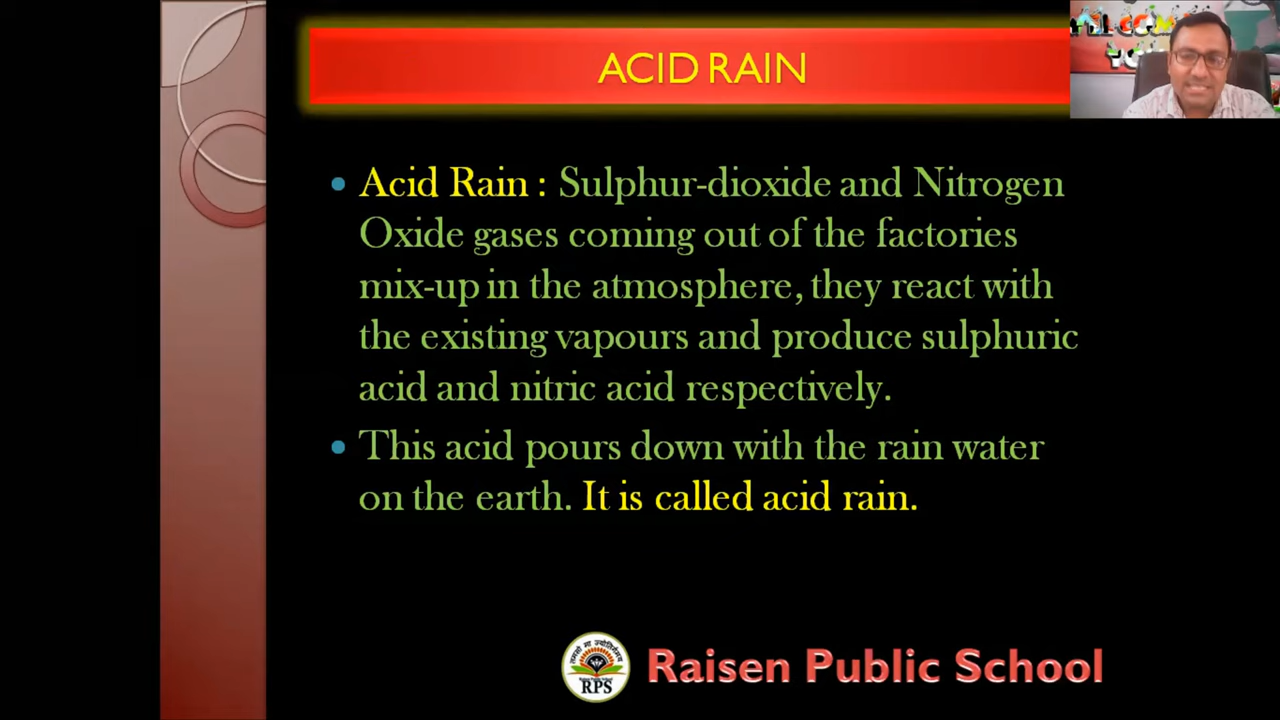 ACID RAIN
Acid Rain : Sulphur-dioxide and Nitrogen
Oxide gases coming out of the factories
mix-up in the atmosphere, they react with
the existing vapours and produce sulphuric
acid and nitric acid respectively.
This acid pours down with the rain water
on the earth. It is called acid rain.
तमसो मा ज्योतिर्गमय
RPS
Raisen Public School